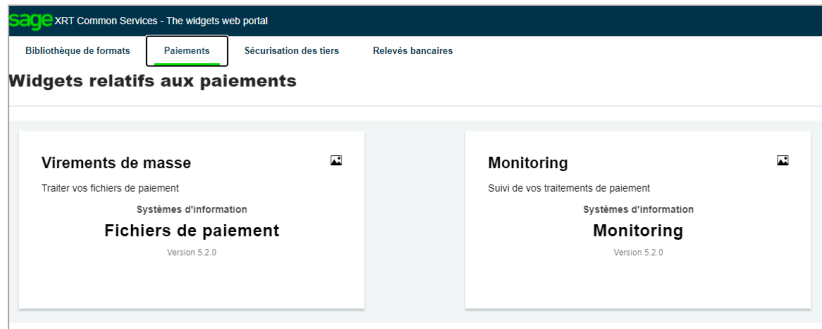 sage XRT Common Services - The widgets web portal
Bibliothèque de formats Paiements Sécurisation des tiers Relevés bancaires
Widgets relatifs aux paiements
Virements de masse
Traiter vos fichiers de paiement
Systèmes d'information
Fichiers de paiement
Version 5.2.0
Monitoring
Suivi de vos traitements de paiement
Systèmes d'information
Monitoring
Version 5.2.0